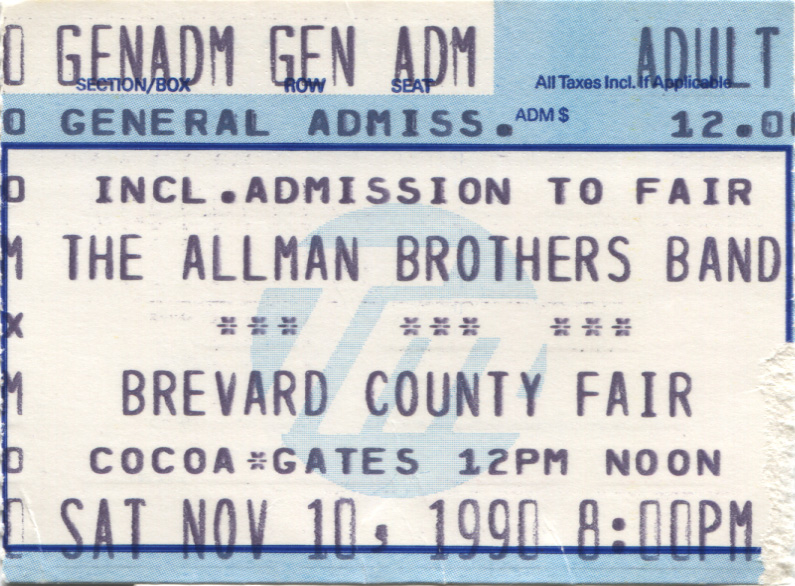 GENADM GEN ADM ADULT
SECTION/BOX ROW SEAT All Taxes Incl. If Applicable
GENERAL ADMISS. ADM $ 12.00
INCL.ADMISSION TO FAIR
THE ALLMAN BROTHERS BAND
*** *** ***
BREVARD COUNTY FAIR
COCOA*GATES 12PM NOON
SAT NOV 10, 1990 8:00PM